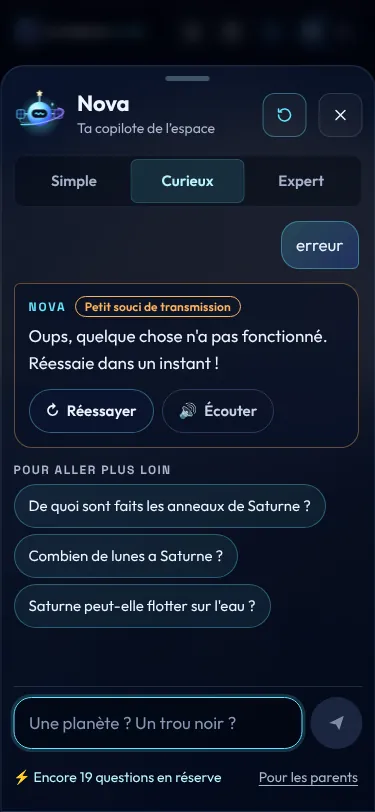 Nova
Ta copilote de l'espace
Simple
Curieux
Expert
erreur
NOVA
Petit souci de transmission
Oups, quelque chose n'a pas fonctionné.
Réessaie dans un instant !
Réessayer
Écouter
POUR ALLER PLUS LOIN
De quoi sont faits les anneaux de Saturne ?
Combien de lunes a Saturne ?
Saturne peut-elle flotter sur l'eau ?
Une planète ? Un trou noir ?
⚡ Encore 19 questions en réserve
Pour les parents